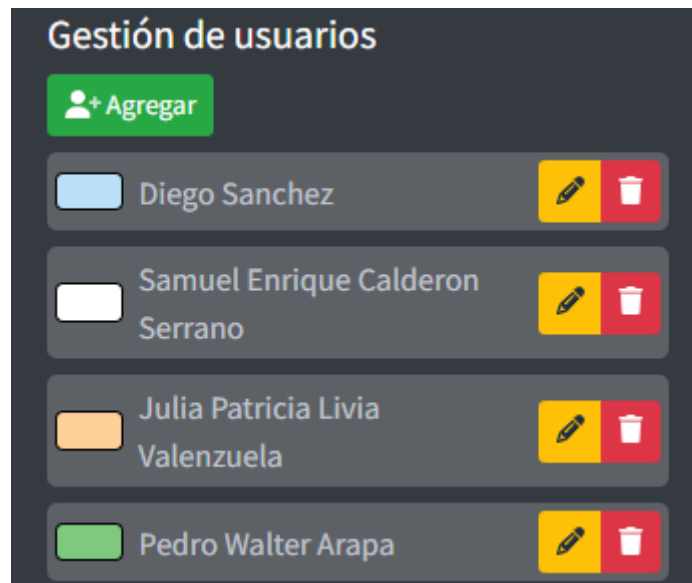 Gestión de usuarios
Agregar
Diego Sanchez
Samuel Enrique Calderon
Serrano
Julia Patricia Livia
Valenzuela
Pedro Walter Arapa